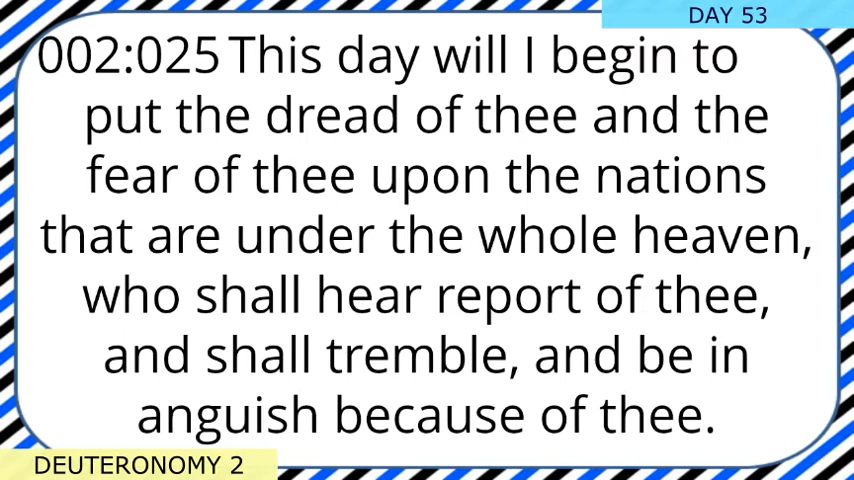 DAY 53
002:025 This day will I begin to
put the dread of thee and the
fear of thee upon the nations
that are under the whole heaven,
who shall hear report of thee,
and shall tremble, and be in
anguish because of thee.
DEUTERONOMY 2